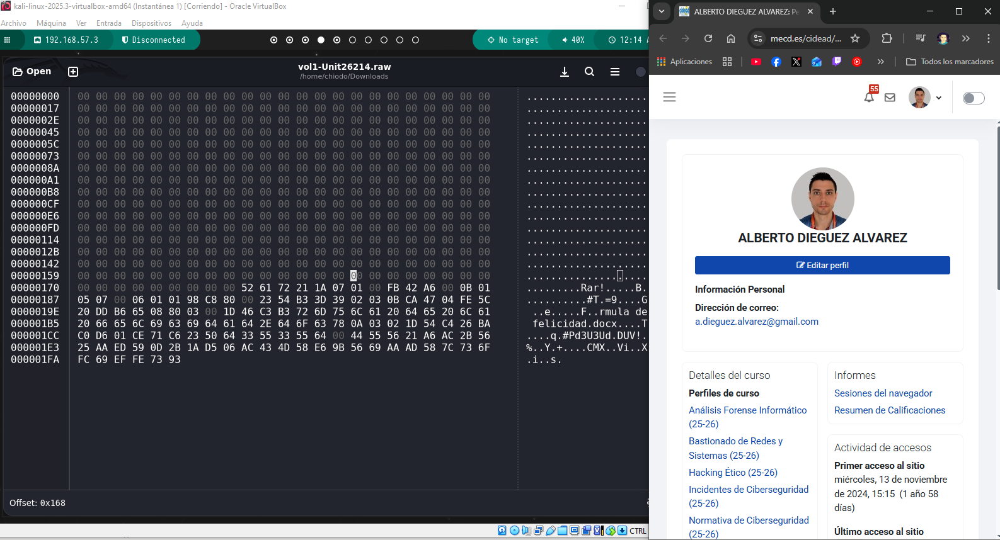 kali-linux-2025.3-virtualbox-amd64 (Instantánea 1) [Corriendo] - Oracle VirtualBox
Archivo Máquina Ver Entrada Dispositivos Ayuda
192.168.57.3 Disconnected No target 40% 12:14
Open vol1-Unit26214.raw
/home/chiodo/Downloads
00000000 00 00 00 00 00 00 00 00 00 00 00 00 00 00 00 00 00 00 00 00 00 00 00 .......................
00000017 00 00 00 00 00 00 00 00 00 00 00 00 00 00 00 00 00 00 00 00 00 00 00 .......................
0000002E 00 00 00 00 00 00 00 00 00 00 00 00 00 00 00 00 00 00 00 00 00 00 00 .......................
00000045 00 00 00 00 00 00 00 00 00 00 00 00 00 00 00 00 00 00 00 00 00 00 00 .......................
0000005C 00 00 00 00 00 00 00 00 00 00 00 00 00 00 00 00 00 00 00 00 00 00 00 .......................
00000073 00 00 00 00 00 00 00 00 00 00 00 00 00 00 00 00 00 00 00 00 00 00 00 .......................
0000008A 00 00 00 00 00 00 00 00 00 00 00 00 00 00 00 00 00 00 00 00 00 00 00 .......................
000000A1 00 00 00 00 00 00 00 00 00 00 00 00 00 00 00 00 00 00 00 00 00 00 00 .......................
000000B8 00 00 00 00 00 00 00 00 00 00 00 00 00 00 00 00 00 00 00 00 00 00 00 .......................
000000CF 00 00 00 00 00 00 00 00 00 00 00 00 00 00 00 00 00 00 00 00 00 00 00 .......................
000000E6 00 00 00 00 00 00 00 00 00 00 00 00 00 00 00 00 00 00 00 00 00 00 00 .......................
000000FD 00 00 00 00 00 00 00 00 00 00 00 00 00 00 00 00 00 00 00 00 00 00 00 .......................
00000114 00 00 00 00 00 00 00 00 00 00 00 00 00 00 00 00 00 00 00 00 00 00 00 .......................
0000012B 00 00 00 00 00 00 00 00 00 00 00 00 00 00 00 00 00 00 00 00 00 00 00 .......................
00000142 00 00 00 00 00 00 00 00 00 00 00 00 00 00 00 00 00 00 00 00 00 00 00 .......................
00000159 00 00 00 00 00 00 00 00 00 00 00 00 00 00 00 00 00 00 00 00 00 00 00 .......................
00000170 00 00 00 00 00 00 00 00 00 52 61 72 21 1A 07 01 00 FB 42 A6 00 0B 01 .........Rar!.....B.
00000187 05 07 00 06 01 01 98 C8 80 00 23 54 B3 3D 39 02 03 0B CA 47 04 FE 5C ..........#T.=9....G
0000019E 20 DD B6 65 08 80 03 00 1D 46 C3 B3 72 6D 75 6C 61 20 64 65 20 6C 61 ..e.....F..rmula de
000001B5 20 66 65 6C 69 63 69 64 61 64 2E 64 6F 63 78 0A 03 02 1D 54 C4 26 BA felicidad.docx....T
000001CC C0 D6 01 CE 71 C6 23 50 64 33 55 33 55 64 00 44 55 56 21 A6 AC 2B 56 ....q.#Pd3U3Ud.DUV!.
000001E3 25 AA ED 59 0D 2B 1A D5 06 AC 43 4D 58 E6 9B 56 69 AA AD 58 7C 73 6F %..Y.+....CMX..Vi..X
000001FA FC 69 EF FE 73 93 .i..s.
Offset: 0x168
CTRL
ALBERTO DIEGUEZ ALVAREZ: Pe
mecd.es/cidead/...
Aplicaciones Todos los marcadores
55
ALBERTO DIEGUEZ ALVAREZ
Editar perfil
Información Personal
Dirección de correo:
a.dieguez.alvarez@gmail.com
Detalles del curso
Perfiles de curso
Análisis Forense Informático
(25-26)
Bastionado de Redes y
Sistemas (25-26)
Hacking Ético (25-26)
Incidentes de Ciberseguridad
(25-26)
Normativa de Ciberseguridad
(25-26)
Informes
Sesiones del navegador
Resumen de Calificaciones
Actividad de accesos
Primer acceso al sitio
miércoles, 13 de noviembre
de 2024, 15:15 (1 año 58
días)
Último acceso al sitio